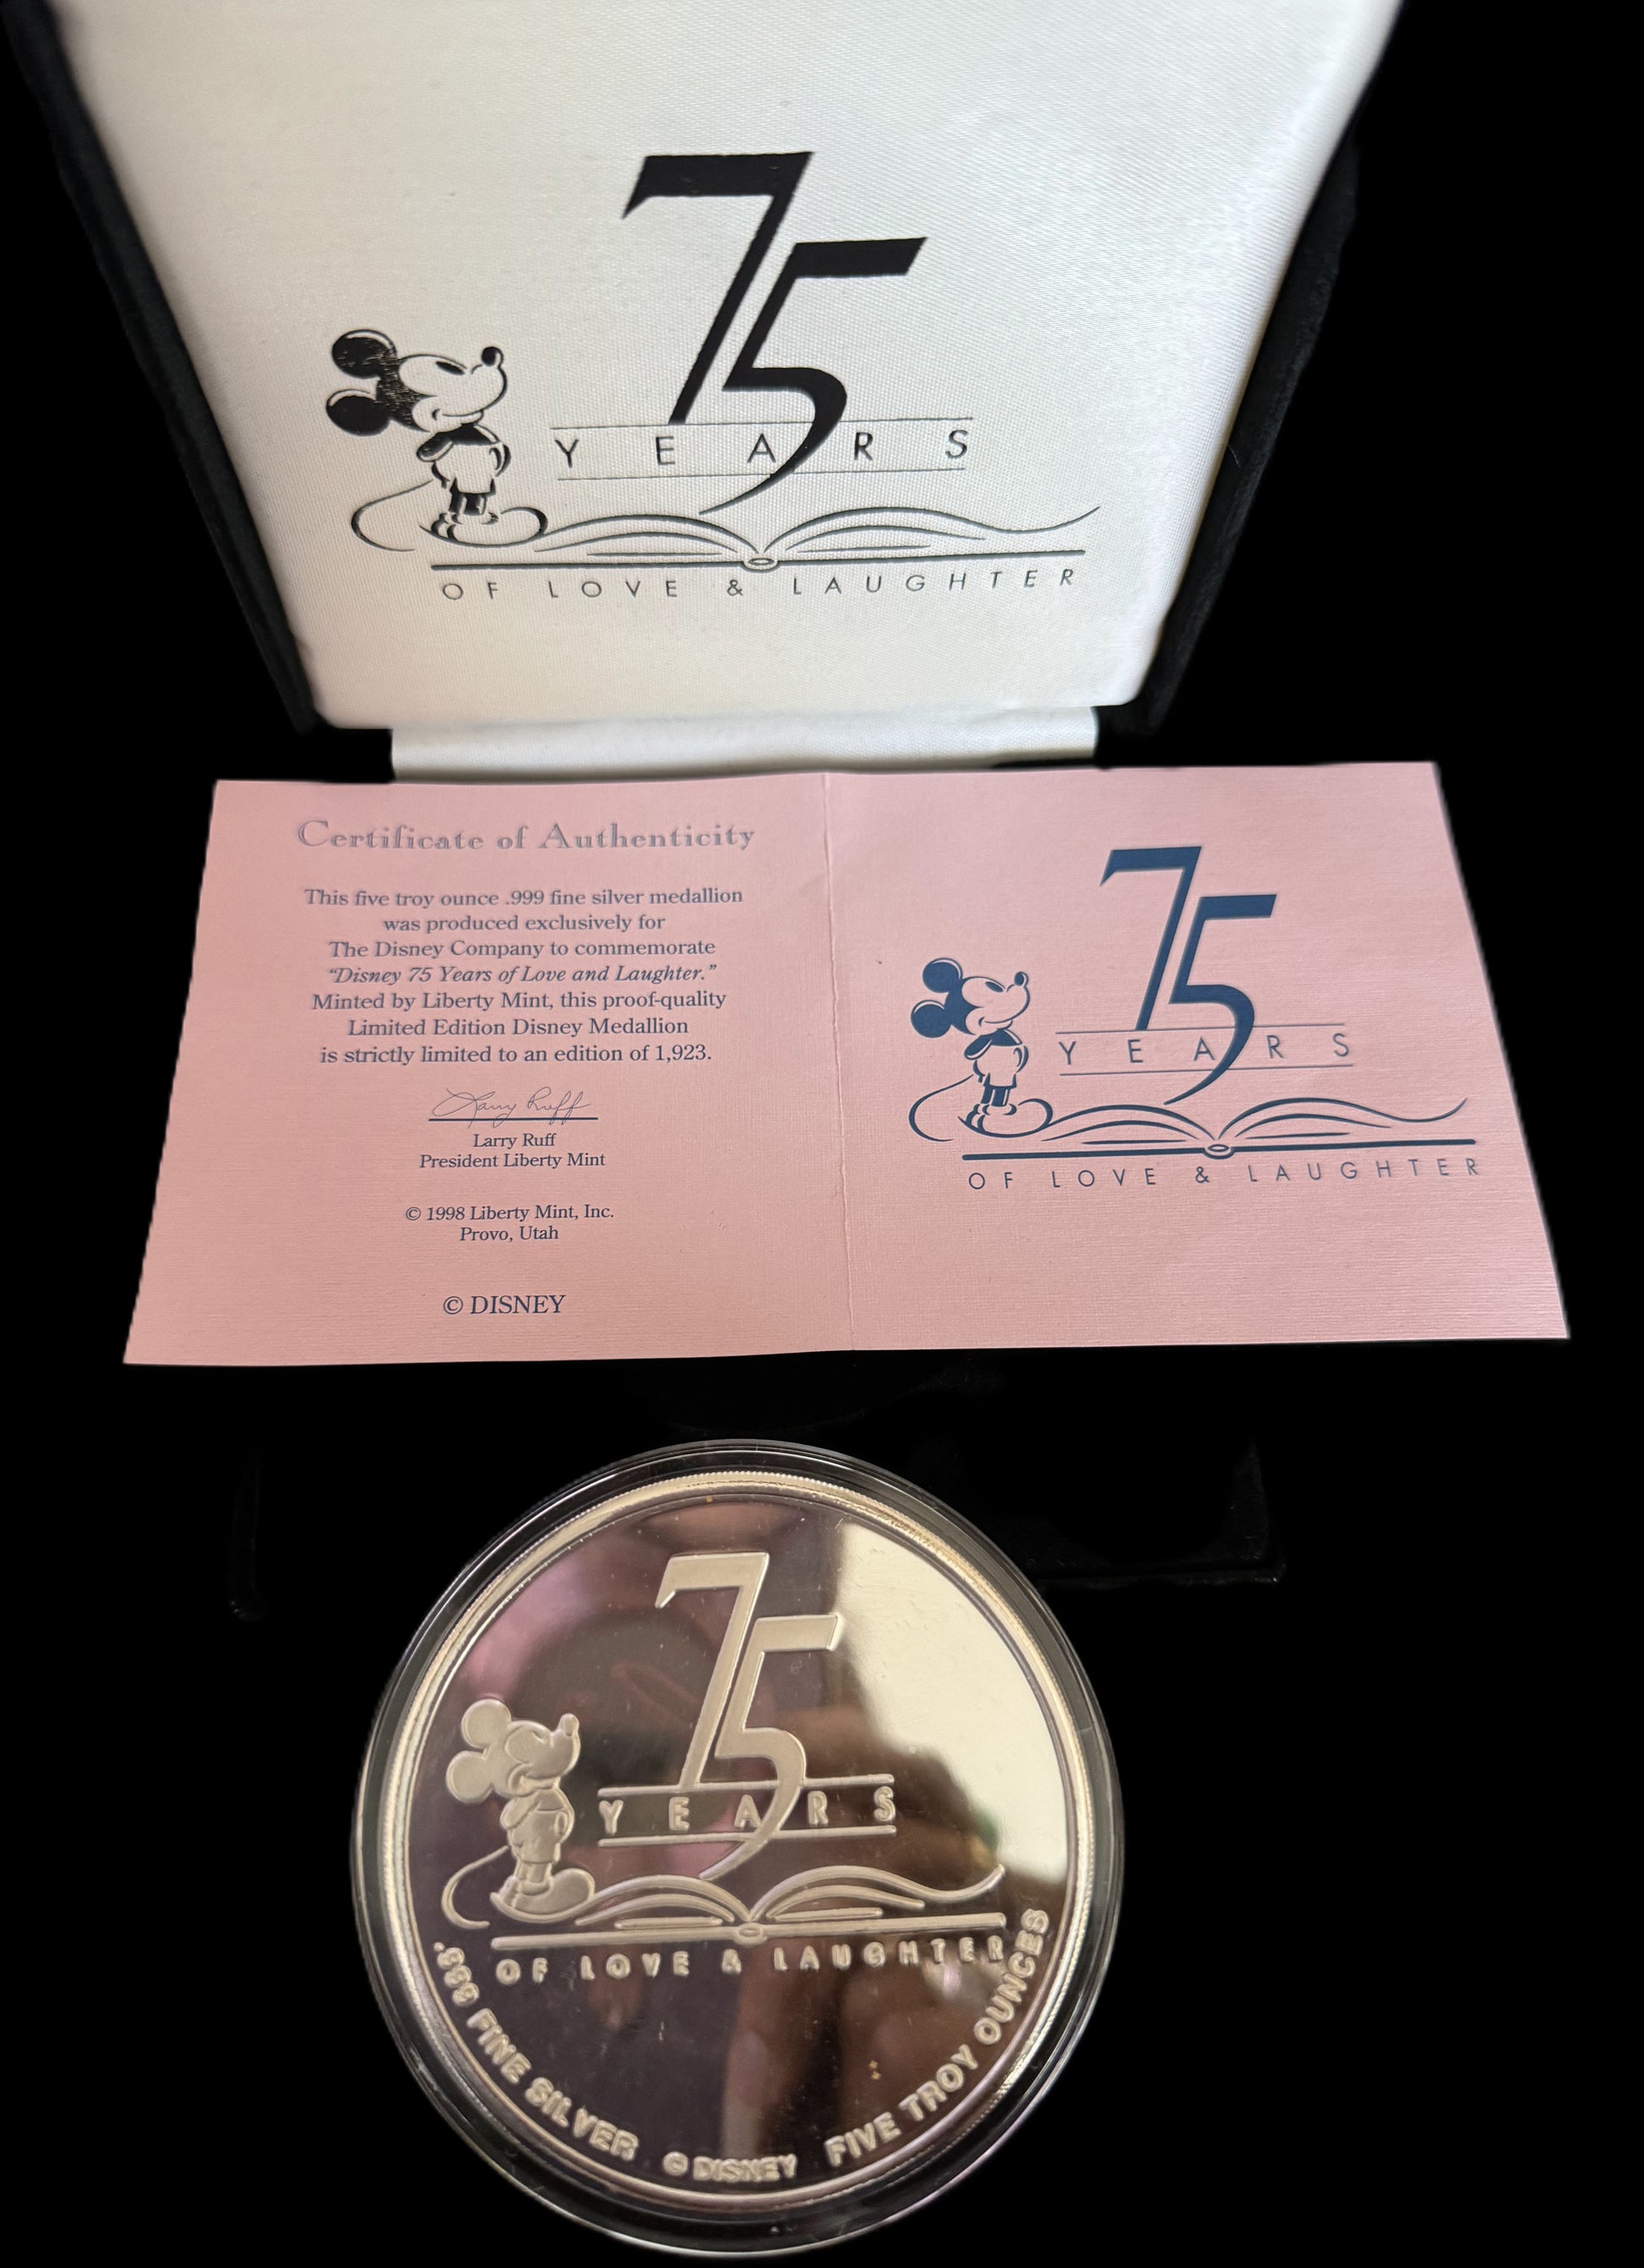 75
YEARS
OF LOVE & LAUGHTER
Certificate of Authenticity
This five troy ounce .999 fine silver medallion
was produced exclusively for
The Disney Company to commemorate
“Disney 75 Years of Love and Laughter.”
Minted by Liberty Mint, this proof-quality
Limited Edition Disney Medallion
is strictly limited to an edition of 1,923.
Larry Ruff
Larry Ruff
President Liberty Mint
© 1998 Liberty Mint, Inc.
Provo, Utah
© DISNEY
75
YEARS
OF LOVE & LAUGHTER
75
YEARS
OF LOVE & LAUGHTER
.999 FINE SILVER © DISNEY FIVE TROY OUNCES